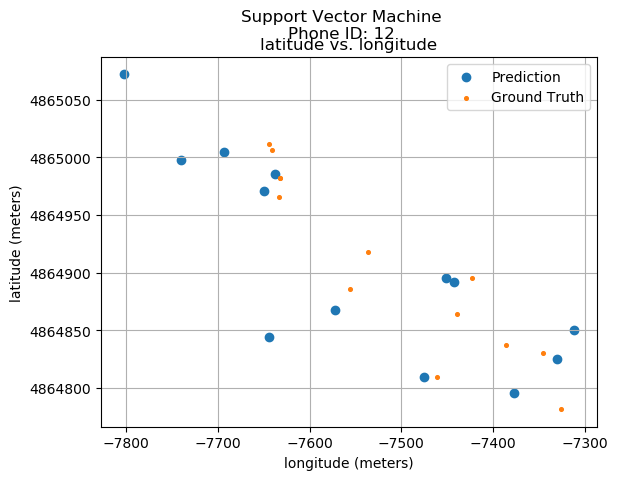 Support Vector Machine
Phone ID: 12
latitude vs. longitude
Prediction
Ground Truth
4865050
4865000
4864950
4864900
4864850
4864800
latitude (meters)
−7800 −7700 −7600 −7500 −7400 −7300
longitude (meters)